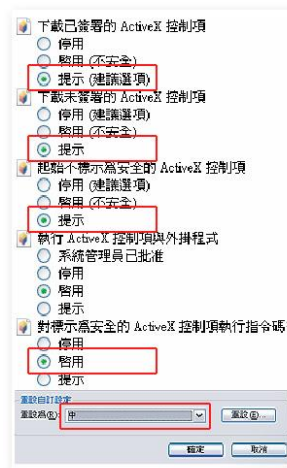 下載已簽署的 ActiveX 控制項
停用
啟用 (不安全)
提示 (建議選項)
下載未簽署的 ActiveX 控制項
停用 (建議選項)
啟用 (不安全)
提示
起始不標示為安全的 ActiveX 控制項
停用 (建議選項)
啟用 (不安全)
提示
執行 ActiveX 控制項與外掛程式
系統管理員已批准
停用
啟用
提示
對標示為安全的 ActiveX 控制項執行指令碼
停用
啟用
提示
重設自訂設定
重設為(R): 中 重設(E)...
確定 取消